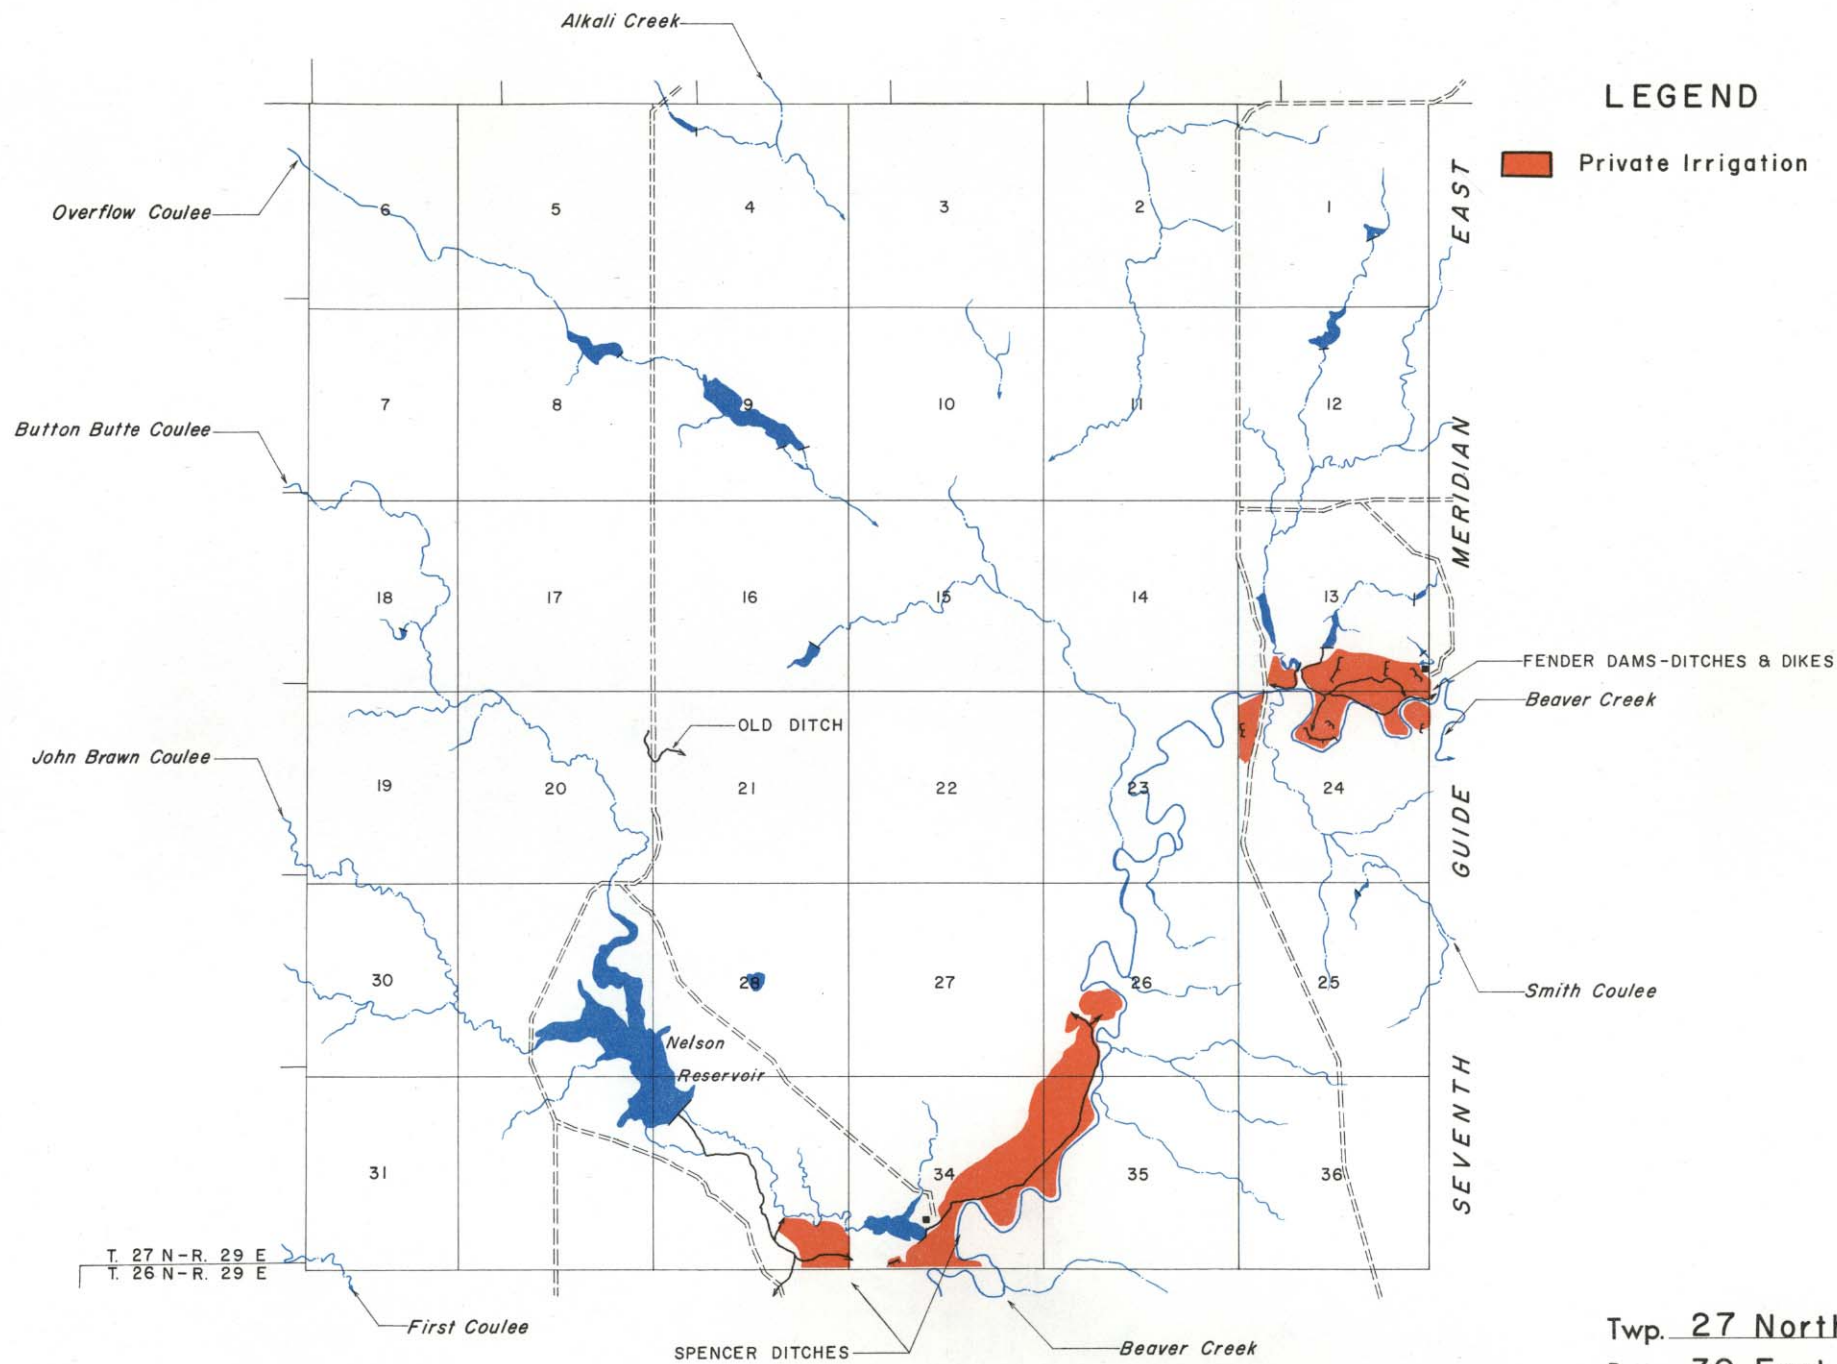 Alkali Creek
LEGEND
Private Irrigation
Overflow Coulee
6 5 4 3 2 1
EAST
Button Butte Coulee
7 8 9 10 11 12
MERIDIAN
18 17 16 15 14 13
FENDER DAMS-DITCHES & DIKES
Beaver Creek
OLD DITCH
John Brawn Coulee
19 20 21 22 23 24
GUIDE
30 28 27 26 25
Smith Coulee
Nelson
Reservoir
31 34 35 36
SEVENTH
T. 27 N-R. 29 E
T. 26 N-R. 29 E
First Coulee
SPENCER DITCHES
Beaver Creek
Twp. 27 North